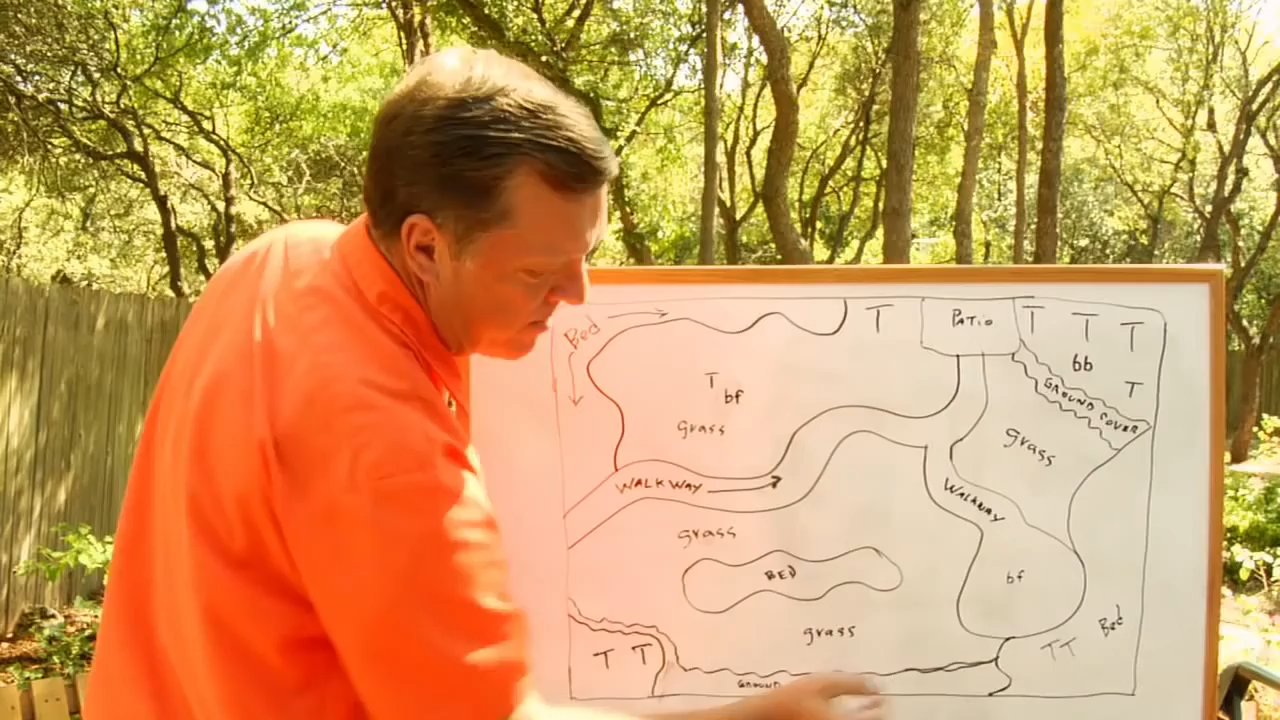 Bed
T
PATIO
T
T
T
bb
T
GROUND COVER
T
bf
grass
grass
WALKWAY
WALKWAY
grass
BED
bf
grass
Bed
T T
T T
GROUND